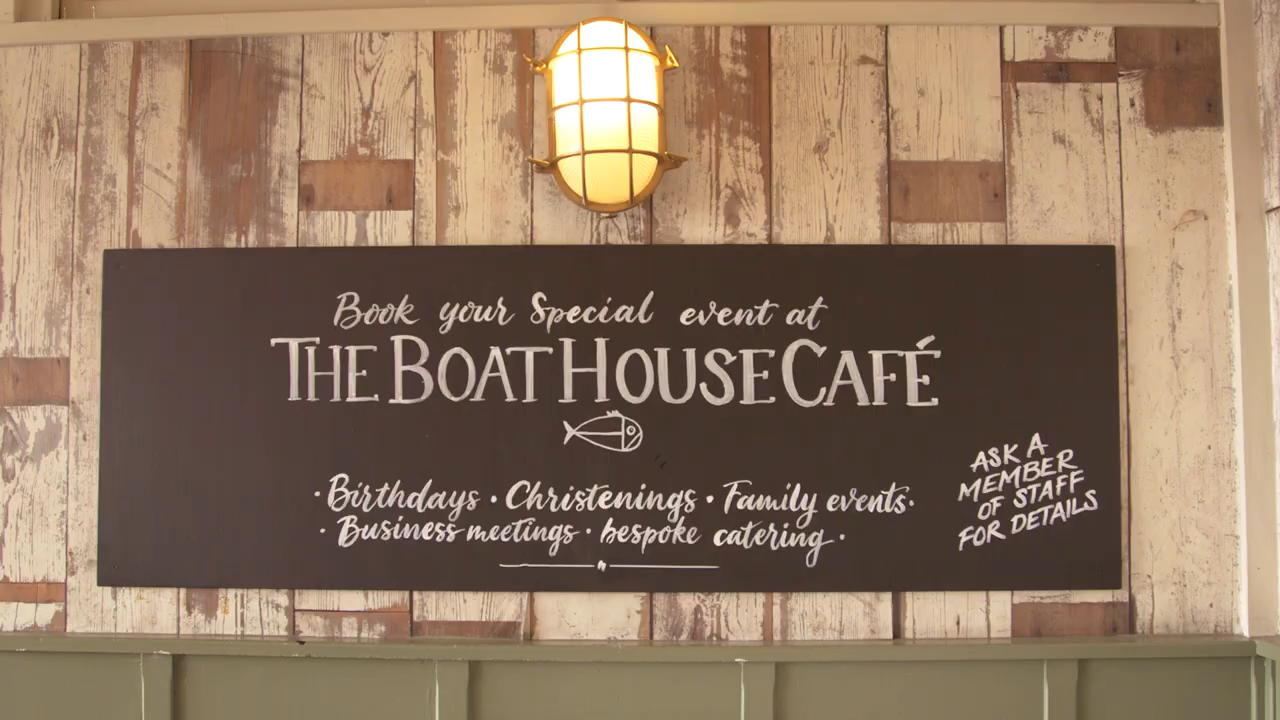 Book your Special event at
THE BOAT HOUSE CAFÉ
· Birthdays · Christenings · Family events ·
· Business meetings · bespoke catering ·
ASK A
MEMBER
OF STAFF
FOR DETAILS